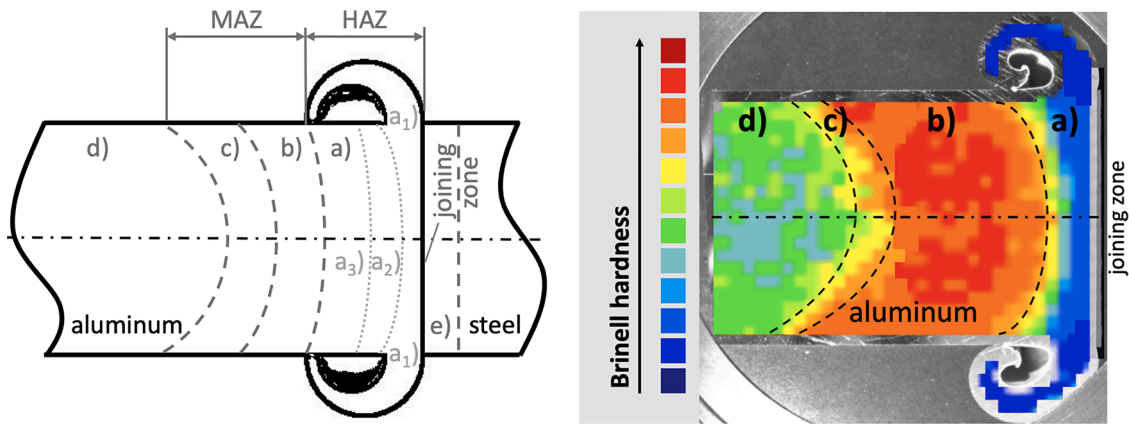 MAZ
HAZ
d)
c)
b)
a)
a₁)
joining
zone
a₃)
a₂)
aluminum
e)
steel
a₁)
Brinell hardness
d)
c)
b)
a)
aluminum
joining zone